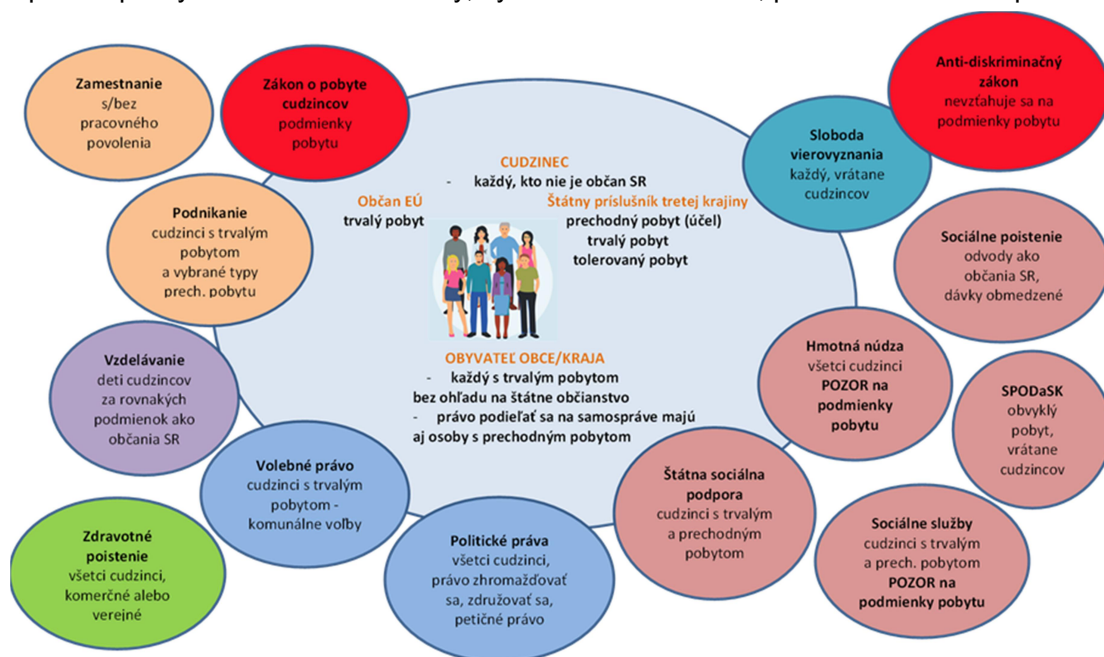 Zamestnanie
s/bez
pracovného
povolenia
Zákon o pobyte
cudzincov
podmienky
pobytu
Anti-diskriminačný
zákon
nevzťahuje sa na
podmienky pobytu
Sloboda
vierovyznania
každý, vrátane
cudzincov
CUDZINEC
- každý, kto nie je občan SR
Občan EÚ
trvalý pobyt
Štátny príslušník tretej krajiny
prechodný pobyt (účel)
trvalý pobyt
tolerovaný pobyt
Podnikanie
cudzinci s trvalým
pobytom
a vybrané typy
prech. pobytu
Sociálne poistenie
odvody ako
občania SR,
dávky obmedzené
Vzdelávanie
deti cudzincov
za rovnakých
podmienok ako
občania SR
OBYVATEĽ OBCE/KRAJA
- každý s trvalým pobytom
bez ohľadu na štátne občianstvo
- právo podieľať sa na samospráve majú
aj osoby s prechodným pobytom
Hmotná núdza
všetci cudzinci
POZOR na
podmienky
pobytu
SPODaSK
obvyklý
pobyt,
vrátane
cudzincov
Volebné právo
cudzinci s trvalým
pobytom -
komunálne voľby
Štátna sociálna
podpora
cudzinci s trvalým
a prechodným
pobytom
Zdravotné
poistenie
všetci cudzinci,
komerčné alebo
verejné
Politické práva
všetci cudzinci,
právo zhromažďovať
sa, združovať sa,
petičné právo
Sociálne služby
cudzinci s trvalým
a prech. pobytom
POZOR na
podmienky pobytu